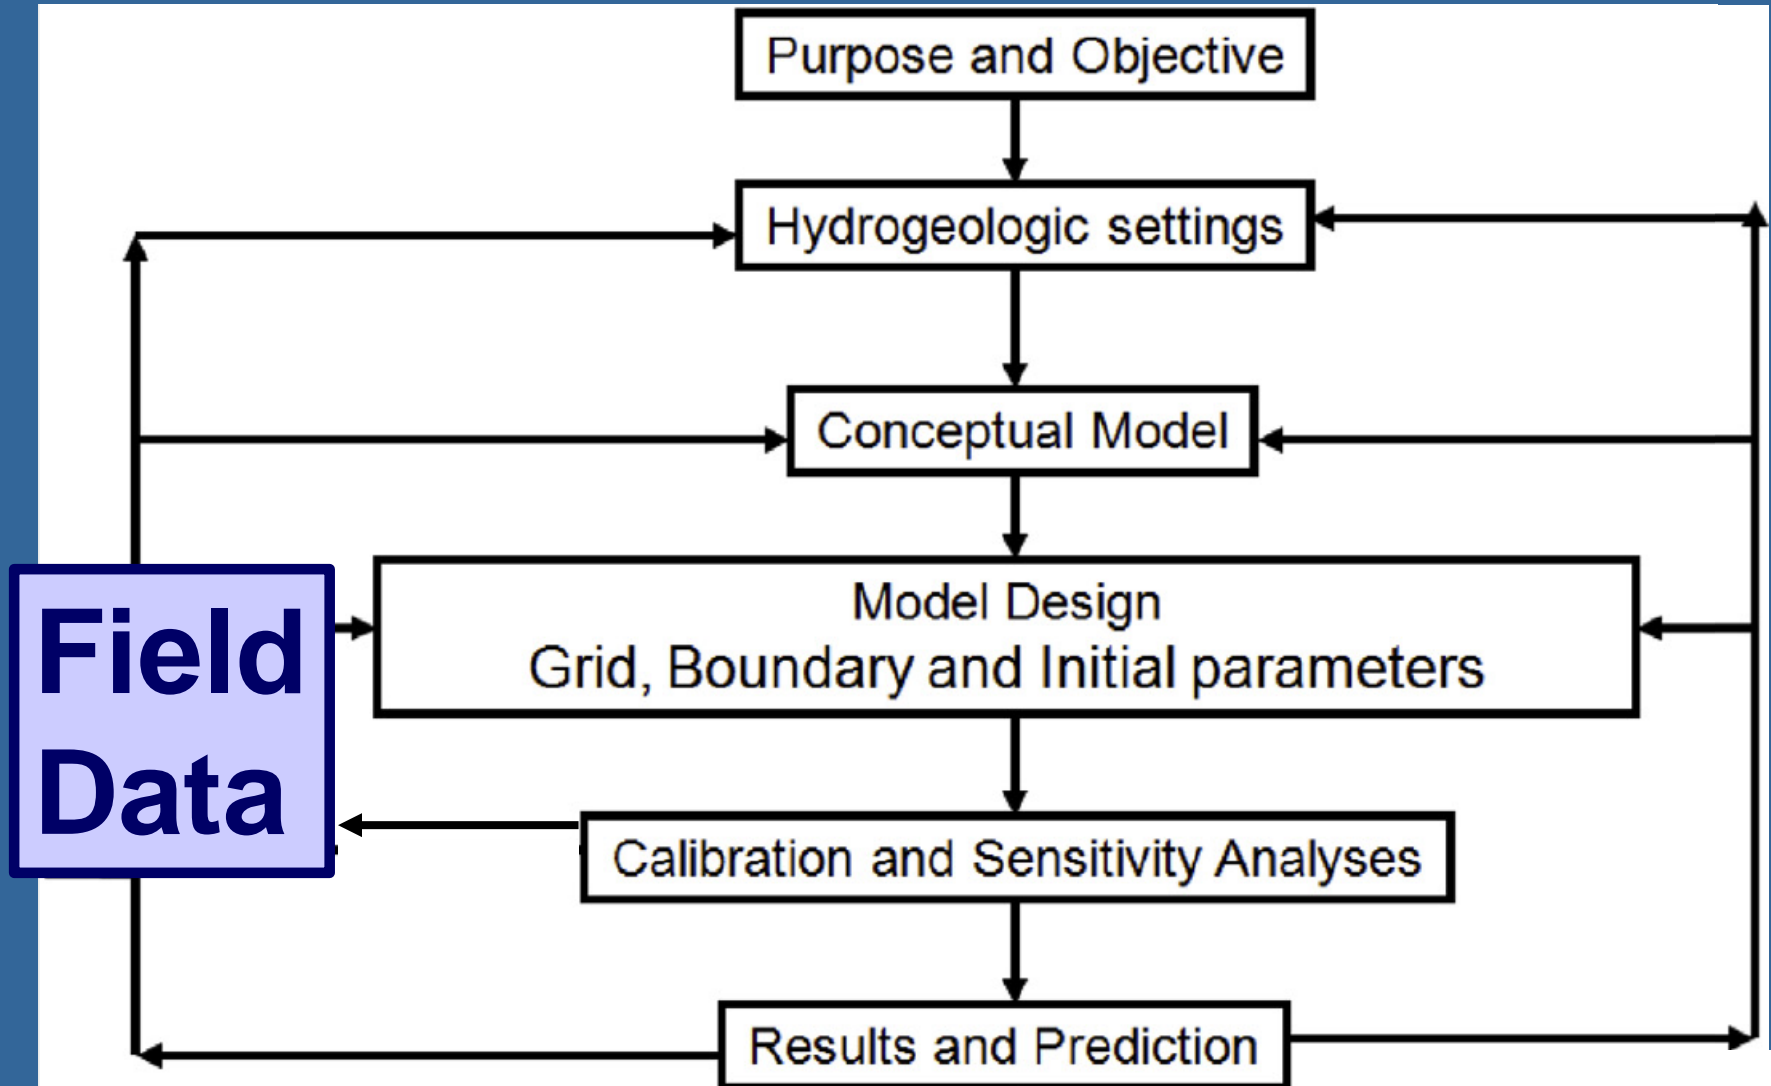 Purpose and Objective
Hydrogeologic settings
Conceptual Model
Field
Data
Model Design
Grid, Boundary and Initial parameters
Calibration and Sensitivity Analyses
Results and Prediction